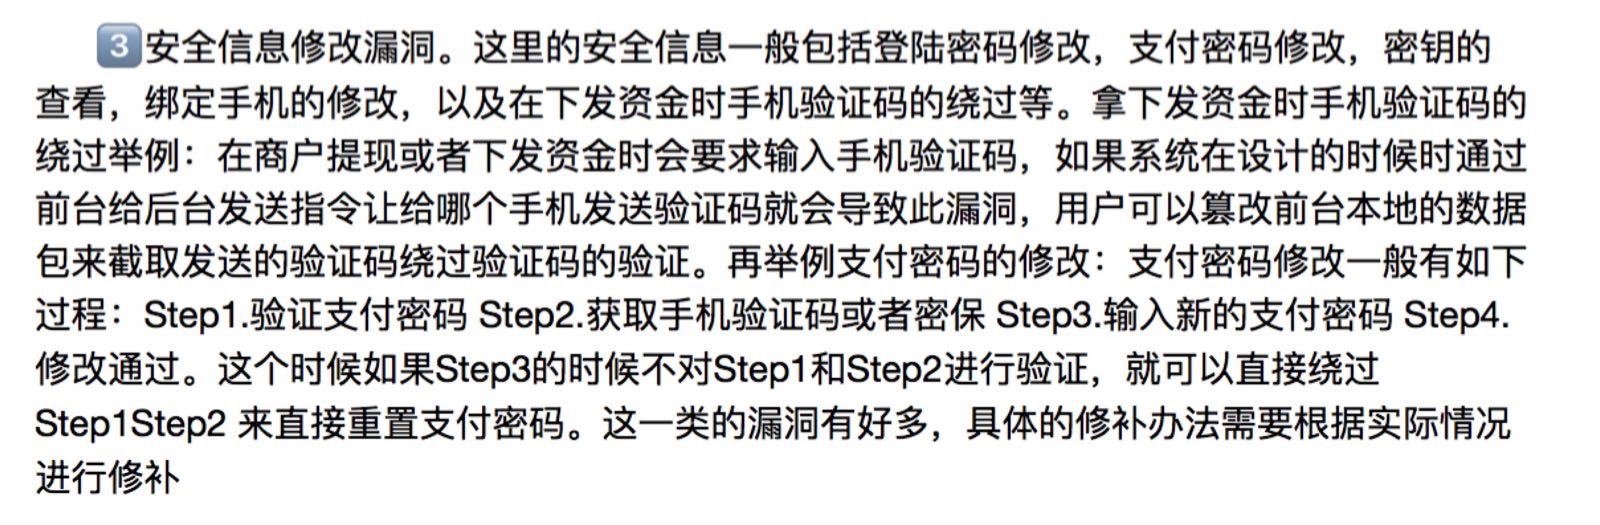 3️⃣安全信息修改漏洞。这里的安全信息一般包括登陆密码修改，支付密码修改，密钥的
查看，绑定手机的修改，以及在下发资金时手机验证码的绕过等。拿下发资金时手机验证码的
绕过举例：在商户提现或者下发资金时会要求输入手机验证码，如果系统在设计的时候时通过
前台给后台发送指令让给哪个手机发送验证码就会导致此漏洞，用户可以篡改前台本地的数据
包来截取发送的验证码绕过验证码的验证。再举例支付密码的修改：支付密码修改一般有如下
过程：Step1.验证支付密码 Step2.获取手机验证码或者密保 Step3.输入新的支付密码 Step4.
修改通过。这个时候如果Step3的时候不对Step1和Step2进行验证，就可以直接绕过
Step1Step2 来直接重置支付密码。这一类的漏洞有好多，具体的修补办法需要根据实际情况
进行修补